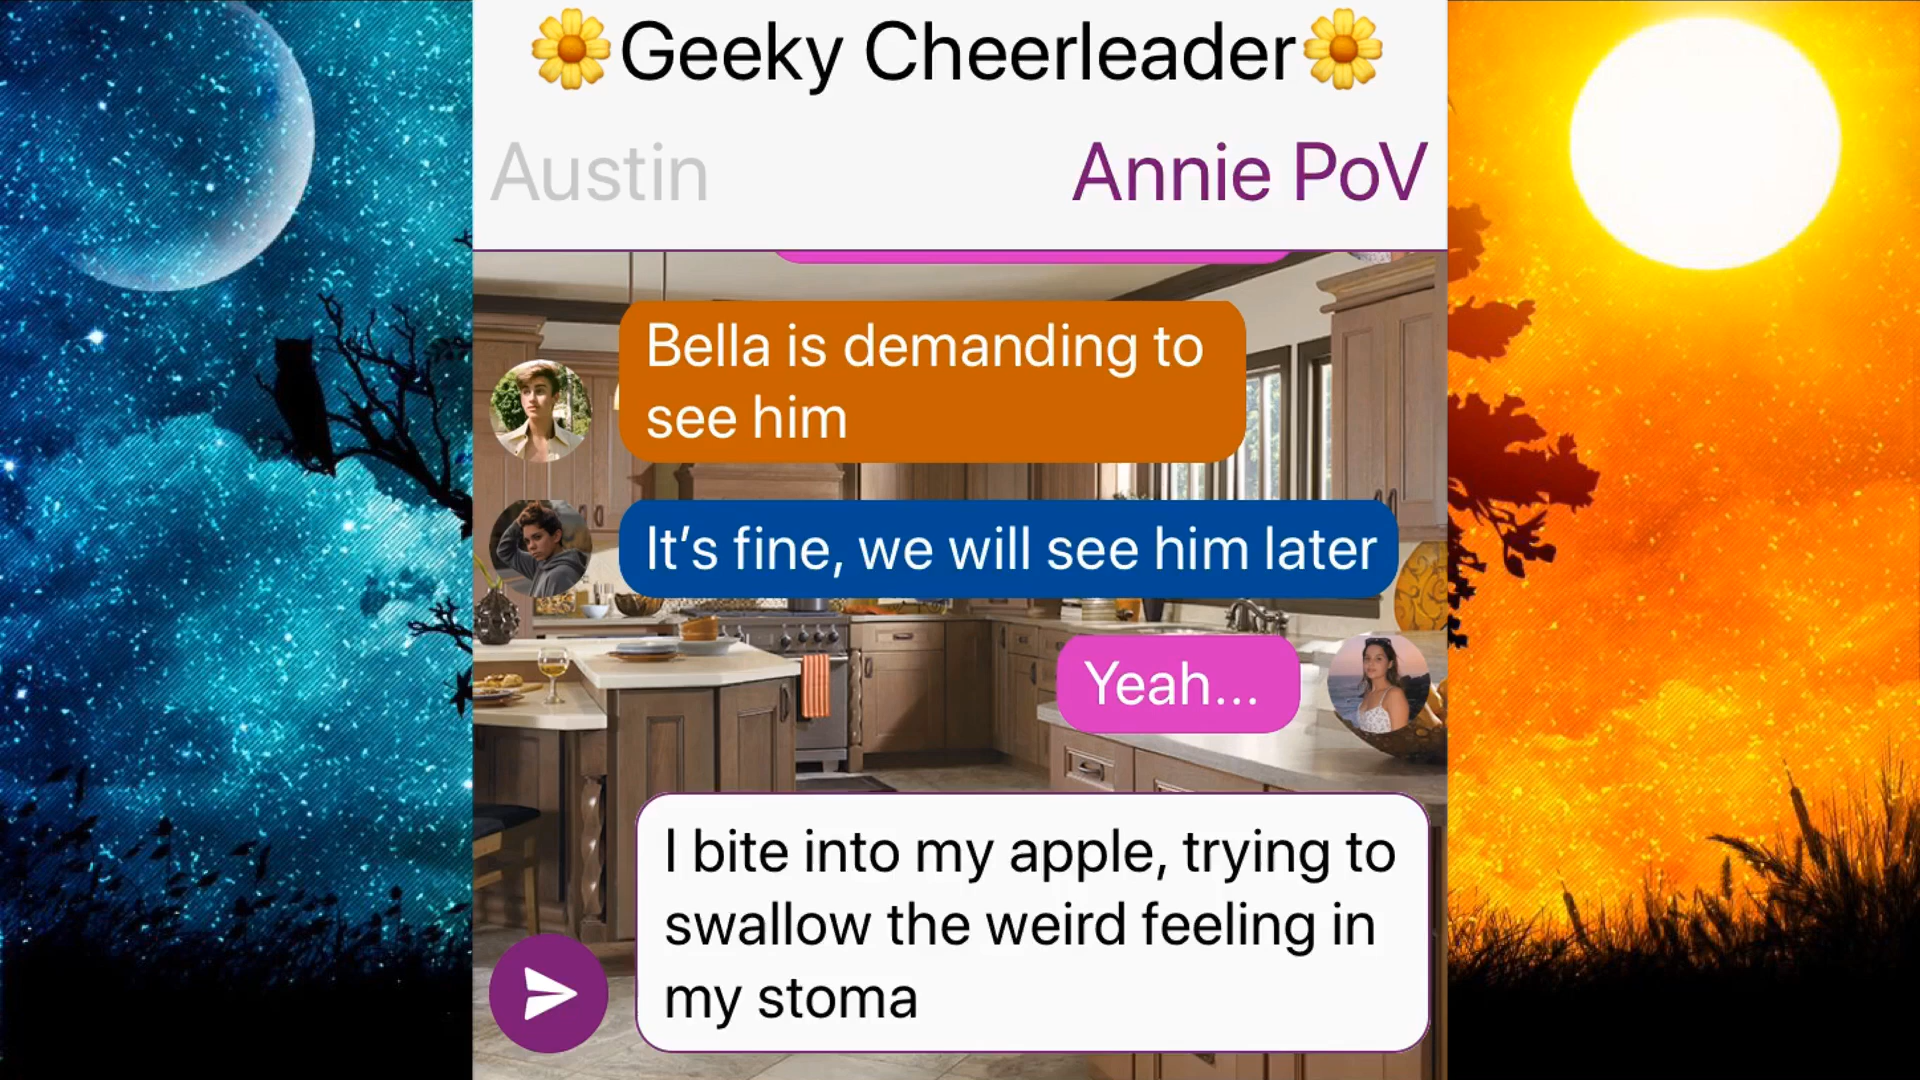 🌼Geeky Cheerleader🌼
Austin
Annie PoV
Bella is demanding to
see him
It’s fine, we will see him later
Yeah...
I bite into my apple, trying to
swallow the weird feeling in
my stoma